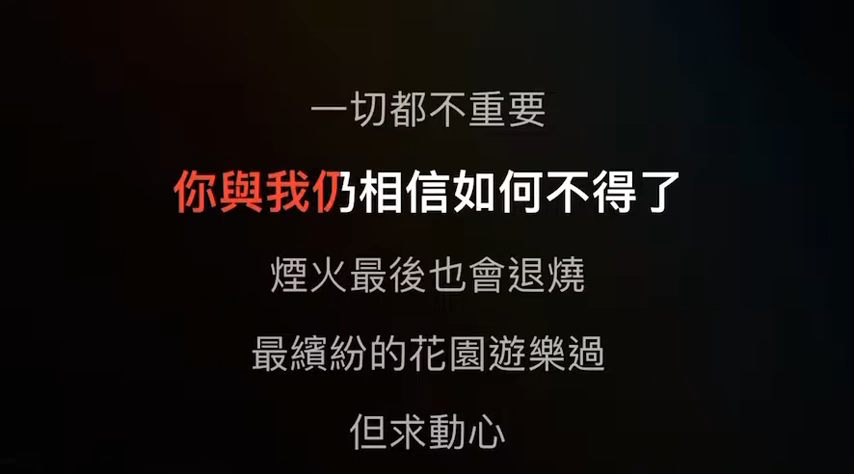 一切都不重要
你與我仍相信如何不得了
煙火最後也會退燒
最繽紛的花園遊樂過
但求動心